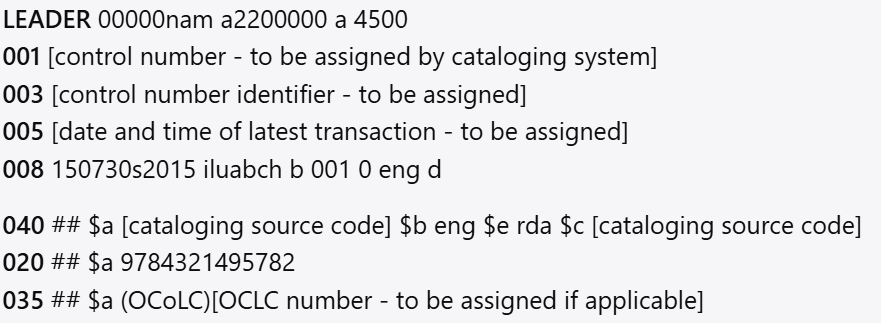 LEADER 00000nam a2200000 a 4500
001 [control number - to be assigned by cataloging system]
003 [control number identifier - to be assigned]
005 [date and time of latest transaction - to be assigned]
008 150730s2015 iluabch b 001 0 eng d
040 ## $a [cataloging source code] $b eng $e rda $c [cataloging source code]
020 ## $a 9784321495782
035 ## $a (OCoLC)[OCLC number - to be assigned if applicable]